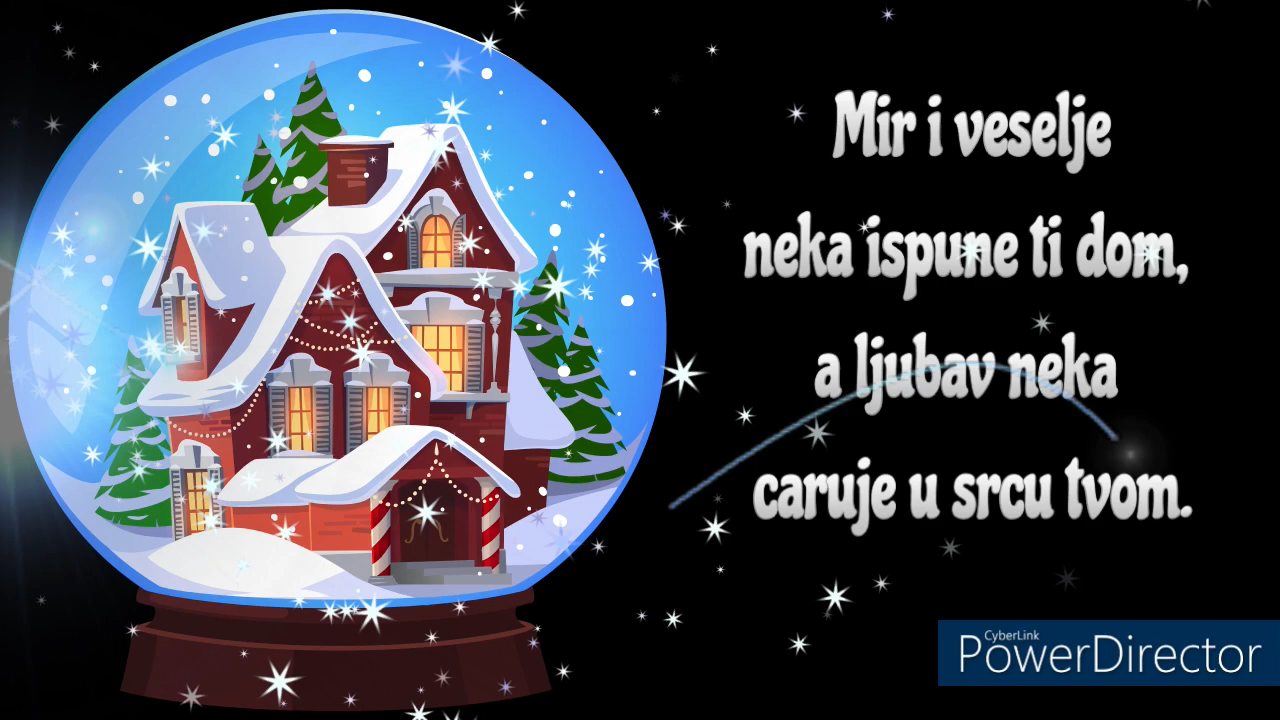 Mir i veselje
neka ispune ti dom,
a ljubav neka
caruje u srcu tvom.
CyberLink
PowerDirector